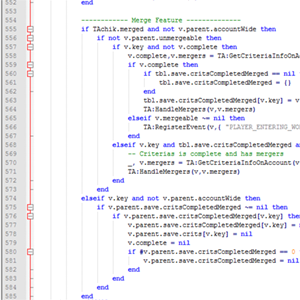 552 end
553
554 ------------ Merge Feature -------------
555 if TAchik.merged and not v.parent.accountWide then
556 if not v.parent.unmergeable then
557 if v.key and not v.complete then
558 v.complete,v.mergers = TA:GetCriteriaInfoOnA
559 if v.complete then
560 if tbl.save.critsCompletedMerged == nil
561 tbl.save.critsCompletedMerged = {}
562 end
563 tbl.save.critsCompletedMerged[v.key] = v
564 TA:HandleMergers(v,v.mergers)
565 elseif v.mergeable ~= nil then
566 TA:RegisterEvent(v,{ "PLAYER_ENTERING_WO
567 end
568 elseif v.key and tbl.save.critsCompletedMerged an
569 -- Criterias is complete and has mergers
570 _, v.mergers = TA:GetCriteriaInfoOnAccount(v
571 TA:HandleMergers(v,v.mergers)
572 end
573 end
574 elseif v.key and not v.parent.accountWide then
575 if v.parent.save.critsCompletedMerged ~= nil then
576 if v.parent.save.critsCompletedMerged[v.key] then
577 v.parent.save.critsCompletedMerged[v.key] =
578 v.parent.save.crits[v.key] = nil
579 v.complete = nil
580 if #v.parent.save.critsCompletedMerged == 0
581 v.parent.save.critsCompletedMerged = nil
582 end
583 end
584 end
585 end